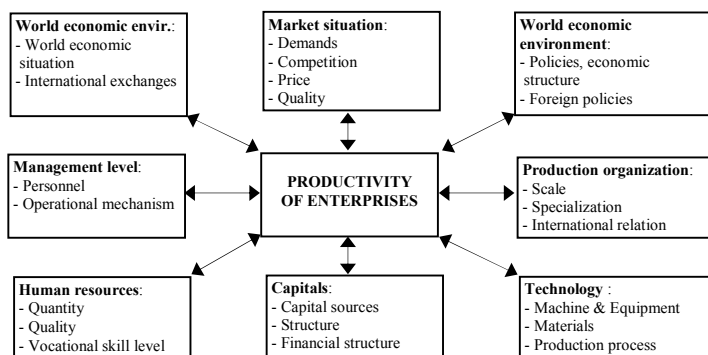 World economic envir.:
- World economic
situation
- International exchanges
Market situation:
- Demands
- Competition
- Price
- Quality
World economic
environment:
- Policies, economic
structure
- Foreign policies
Management level:
- Personnel
- Operational mechanism
PRODUCTIVITY
OF ENTERPRISES
Production organization:
- Scale
- Specialization
- International relation
Human resources:
- Quantity
- Quality
- Vocational skill level
Capitals:
- Capital sources
- Structure
- Financial structure
Technology :
- Machine & Equipment
- Materials
- Production process